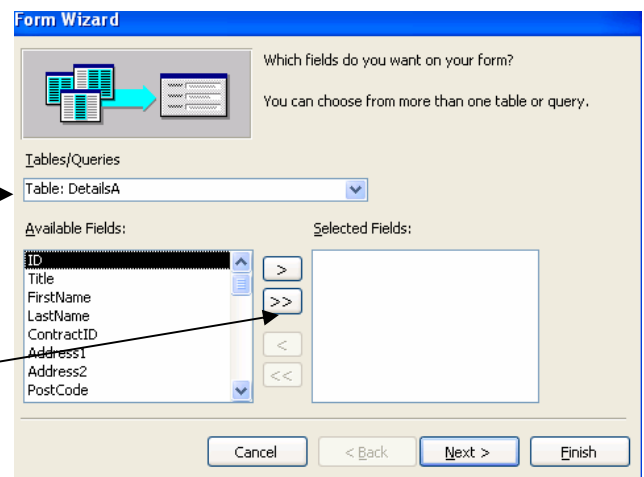 Form Wizard
Which fields do you want on your form?
You can choose from more than one table or query.
Tables/Queries
Table: DetailsA
Available Fields:
Selected Fields:
ID
Title
FirstName
LastName
ContractID
Address1
Address2
PostCode
>
>>
<
<<
Cancel
< Back
Next >
Finish